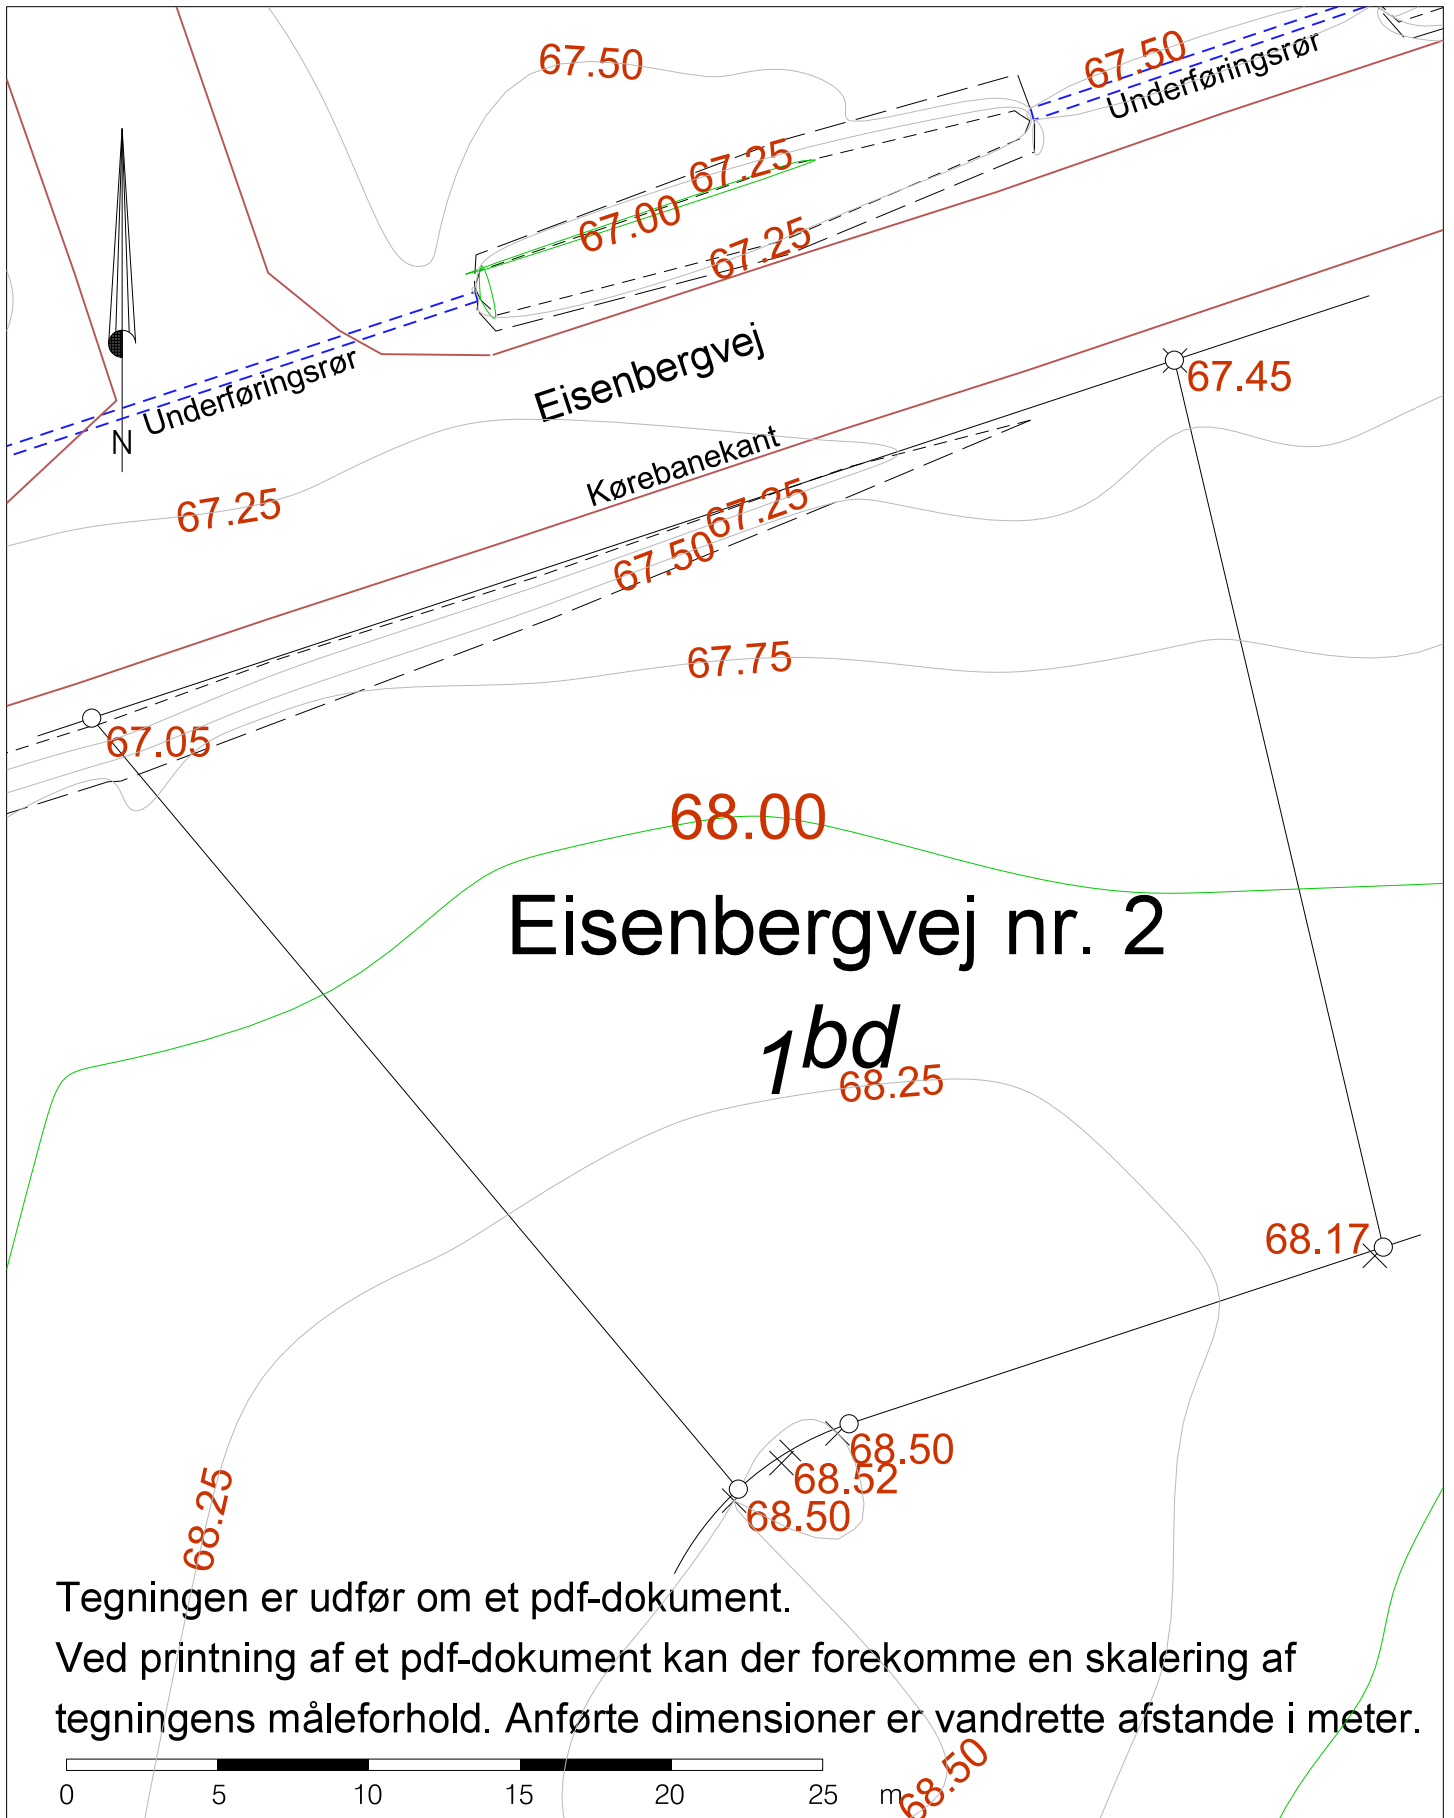 67.50
67.50
Underføringsrør
67.25
67.00
67.25
Eisenbergvej
Underføringsrør
67.45
N
Kørebanekant
67.25
67.25
67.50
67.75
67.05
68.00
Eisenbergvej nr. 2
1bd
68.25
68.17
68.50
68.52
68.50
68.25
Tegningen er udfør om et pdf-dokument.
Ved printning af et pdf-dokument kan der forekomme en skalering af
tegningens måleforhold. Anførte dimensioner er vandrette afstande i meter.
68.50
0 5 10 15 20 25 m